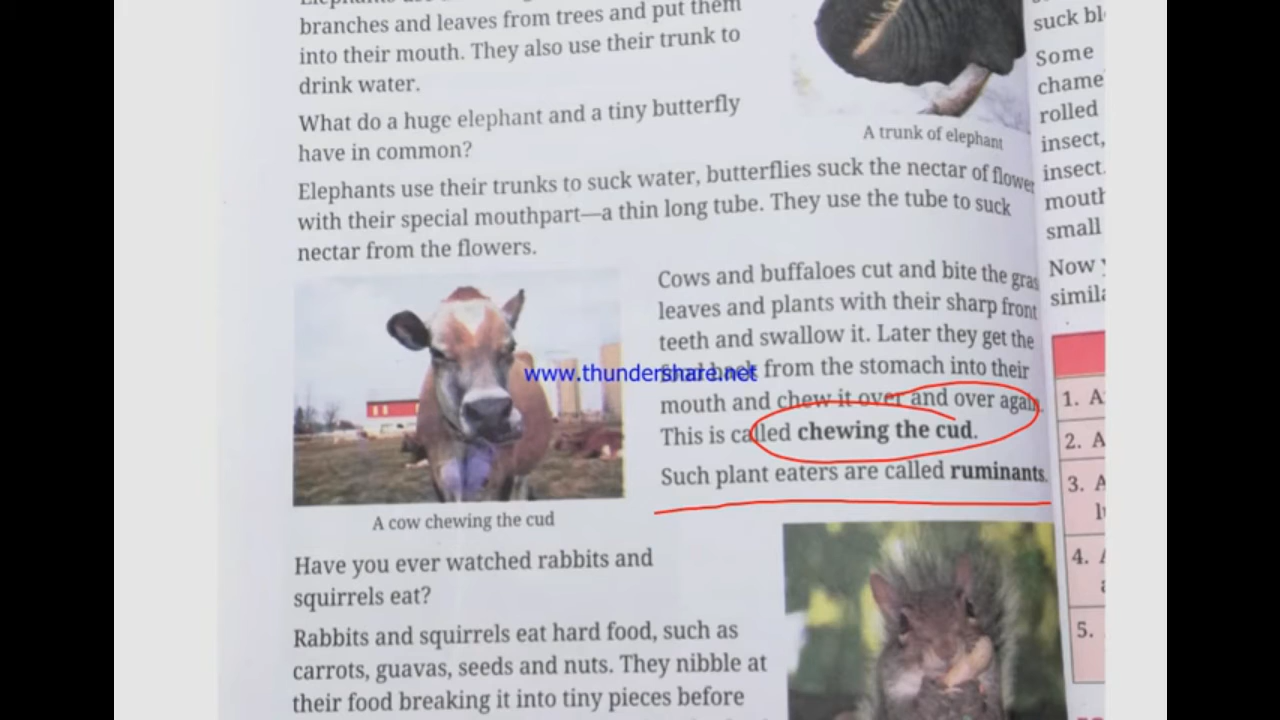 branches and leaves from trees and put them
into their mouth. They also use their trunk to
drink water.
What do a huge elephant and a tiny butterfly
have in common?
A trunk of elephant
Elephants use their trunks to suck water, butterflies suck the nectar of flowe
with their special mouthpart—a thin long tube. They use the tube to suck
nectar from the flowers.
Cows and buffaloes cut and bite the gras
leaves and plants with their sharp front
teeth and swallow it. Later they get the
back from the stomach into their
www.thundershare.net
mouth and chew it over and over again.
This is called chewing the cud.
Such plant eaters are called ruminants.
A cow chewing the cud
Have you ever watched rabbits and
squirrels eat?
Rabbits and squirrels eat hard food, such as
carrots, guavas, seeds and nuts. They nibble at
their food breaking it into tiny pieces before
suck bl
Some
chame
rolled
insect,
insect.
mouth
small
Now
simila
1. A
2. A
3. A
4.
5.